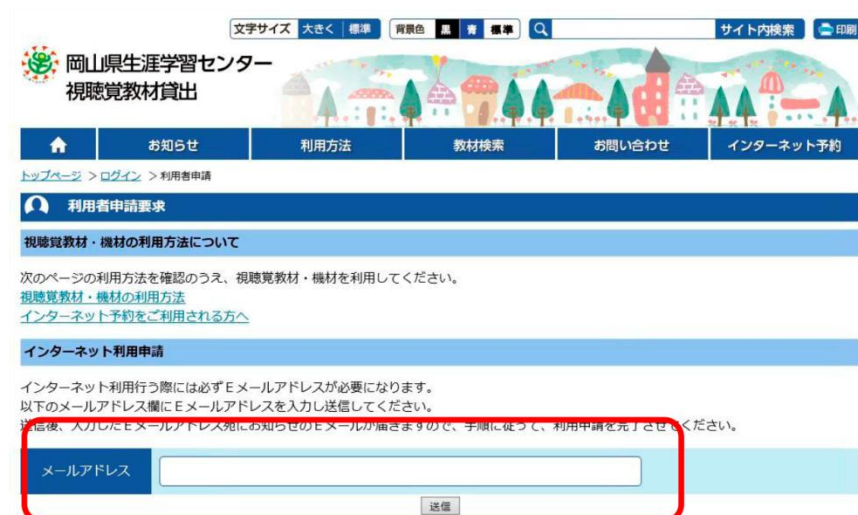 文字サイズ 大きく 標準 背景色 黒 青 標準 サイト内検索 印刷
岡山県生涯学習センター
視聴覚教材貸出
お知らせ 利用方法 教材検索 お問い合わせ インターネット予約
トップページ > ログイン > 利用者申請
利用者申請要求
視聴覚教材・機材の利用方法について
次のページの利用方法を確認のうえ、視聴覚教材・機材を利用してください。
視聴覚教材・機材の利用方法
インターネット予約をご利用される方へ
インターネット利用申請
インターネット利用行う際には必ずEメールアドレスが必要になります。
以下のメールアドレス欄にEメールアドレスを入力し送信してください。
送信後、入力したEメールアドレス宛にお知らせのEメールが届きますので、手順に従って、利用申請を完了させてください。
メールアドレス
送信